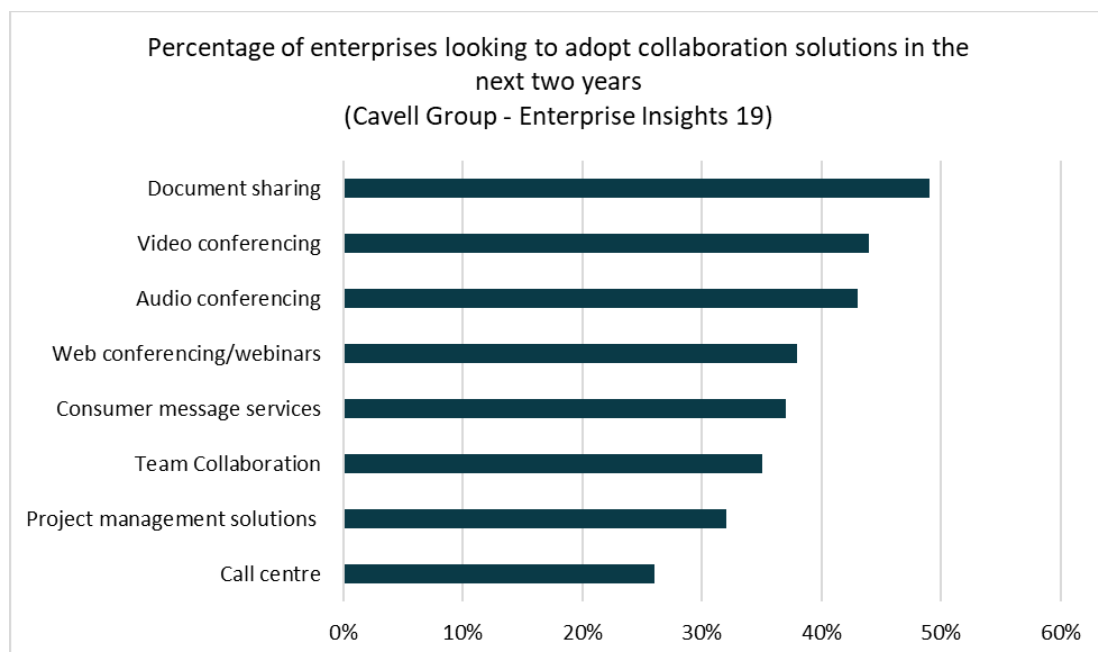 Percentage of enterprises looking to adopt collaboration solutions in the
next two years
(Cavell Group - Enterprise Insights 19)
Document sharing
Video conferencing
Audio conferencing
Web conferencing/webinars
Consumer message services
Team Collaboration
Project management solutions
Call centre
0% 10% 20% 30% 40% 50% 60%